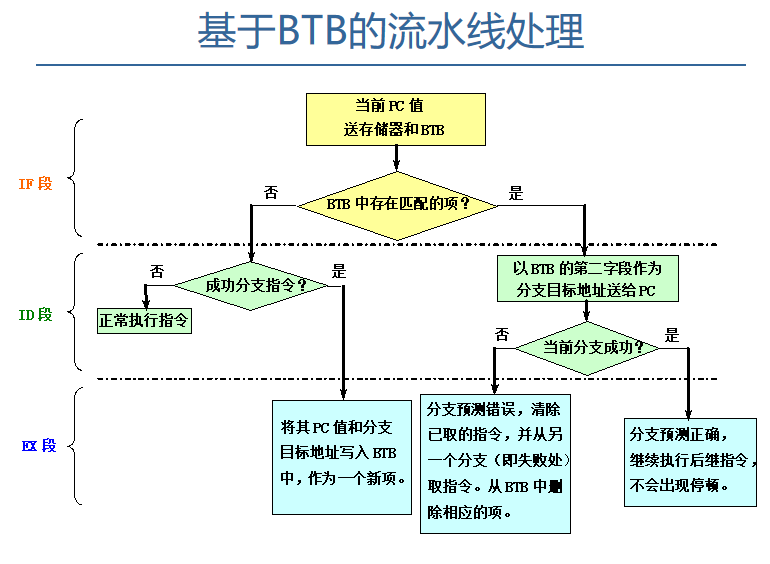 基于BTB的流水线处理
当前 PC 值
送存储器和 BTB
IF 段
否
BTB 中存在匹配的项？
是
否
成功分支指令？
是
以 BTB 的第二字段作为
分支目标地址送给 PC
ID 段
正常执行指令
否
当前分支成功？
是
EX 段
将其 PC 值和分支
目标地址写入 BTB
中，作为一个新项。
分支预测错误，清除
已取的指令，并从另
一个分支（即失败处）
取指令。从 BTB 中删
除相应的项。
分支预测正确，
继续执行后继指令，
不会出现停顿。